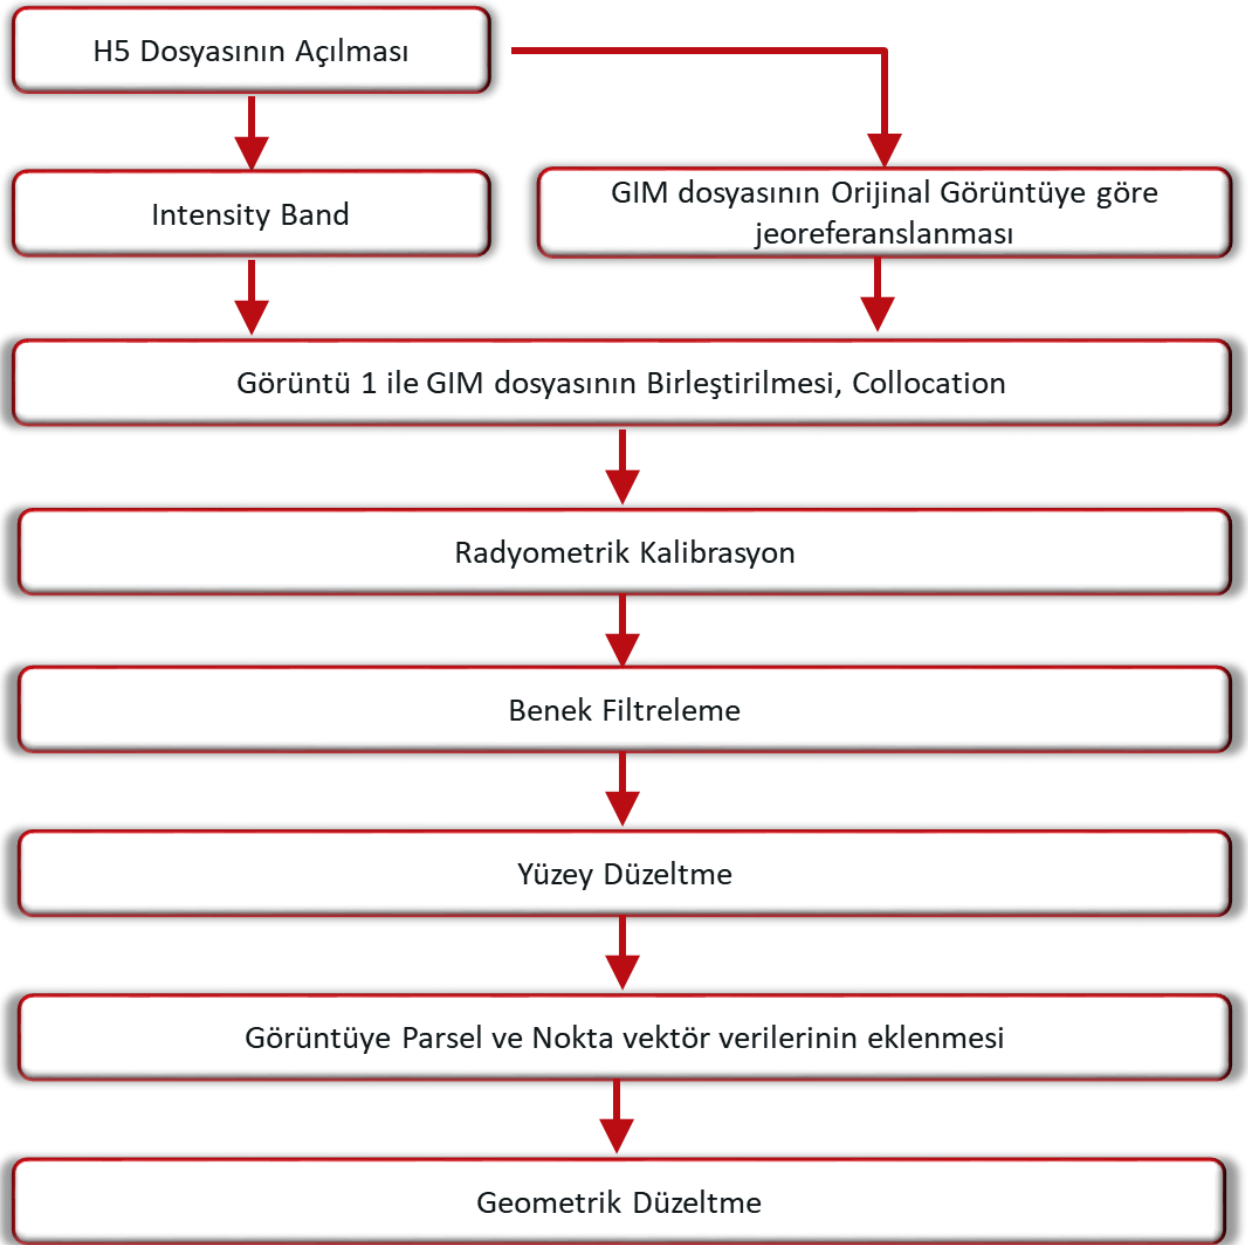 H5 Dosyasının Açılması
Intensity Band
GIM dosyasının Orijinal Görüntüye göre
jeoreferanslanması
Görüntü 1 ile GIM dosyasının Birleştirilmesi, Collocation
Radyometrik Kalibrasyon
Benek Filtreleme
Yüzey Düzeltme
Görüntüye Parsel ve Nokta vektör verilerinin eklenmesi
Geometrik Düzeltme